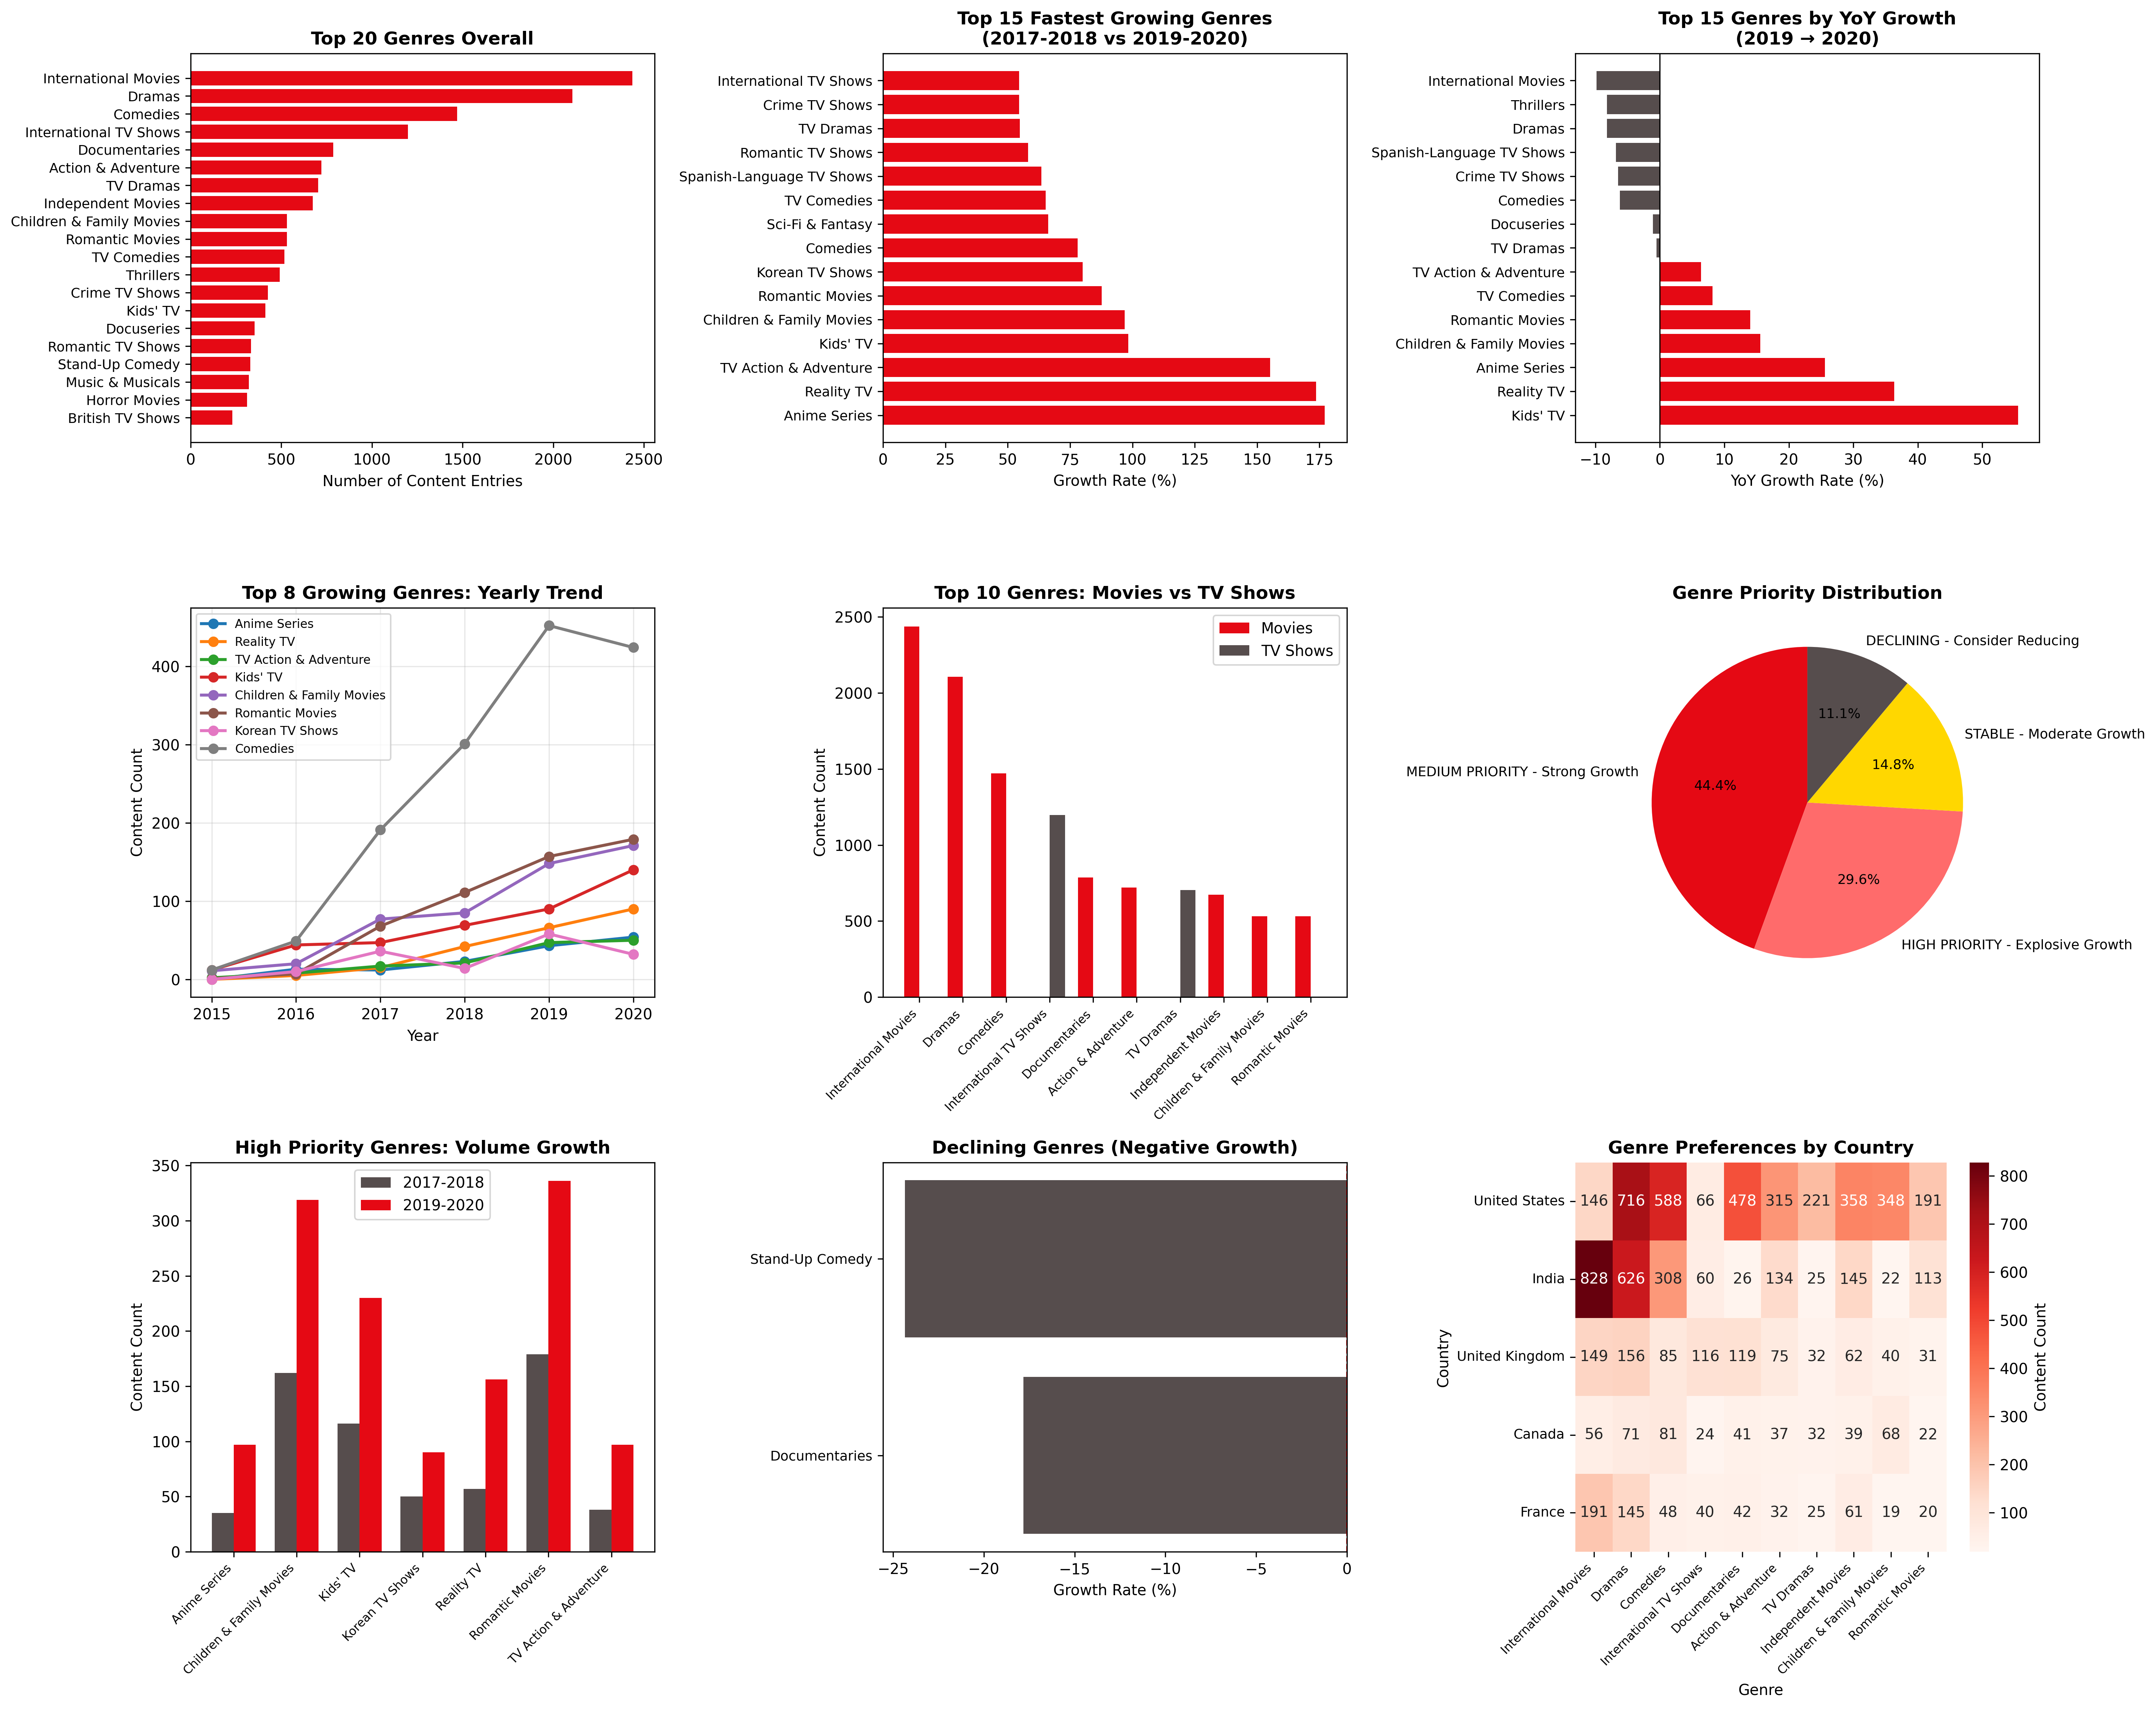 Top 20 Genres Overall
International Movies
Dramas
Comedies
International TV Shows
Documentaries
Action & Adventure
TV Dramas
Independent Movies
Children & Family Movies
Romantic Movies
TV Comedies
Thrillers
Crime TV Shows
Kids' TV
Docuseries
Romantic TV Shows
Stand-Up Comedy
Music & Musicals
Horror Movies
British TV Shows
0 500 1000 1500 2000 2500
Number of Content Entries
Top 15 Fastest Growing Genres
(2017-2018 vs 2019-2020)
International TV Shows
Crime TV Shows
TV Dramas
Romantic TV Shows
Spanish-Language TV Shows
TV Comedies
Sci-Fi & Fantasy
Comedies
Korean TV Shows
Romantic Movies
Children & Family Movies
Kids' TV
TV Action & Adventure
Reality TV
Anime Series
0 25 50 75 100 125 150 175
Growth Rate (%)
Top 15 Genres by YoY Growth
(2019 → 2020)
International Movies
Thrillers
Dramas
Spanish-Language TV Shows
Crime TV Shows
Comedies
Docuseries
TV Dramas
TV Action & Adventure
TV Comedies
Romantic Movies
Children & Family Movies
Anime Series
Reality TV
Kids' TV
−10 0 10 20 30 40 50
YoY Growth Rate (%)
Top 8 Growing Genres: Yearly Trend
Anime Series
Reality TV
TV Action & Adventure
Kids' TV
Children & Family Movies
Romantic Movies
Korean TV Shows
Comedies
400
300
200
100
0
Content Count
2015 2016 2017 2018 2019 2020
Year
Top 10 Genres: Movies vs TV Shows
Movies
TV Shows
2500
2000
1500
1000
500
0
Content Count
International Movies
Dramas
Comedies
International TV Shows
Documentaries
Action & Adventure
TV Dramas
Independent Movies
Children & Family Movies
Romantic Movies
Genre Priority Distribution
DECLINING - Consider Reducing
11.1%
STABLE - Moderate Growth
14.8%
MEDIUM PRIORITY - Strong Growth
44.4%
29.6%
HIGH PRIORITY - Explosive Growth
High Priority Genres: Volume Growth
2017-2018
2019-2020
350
300
250
200
150
100
50
0
Content Count
Anime Series
Children & Family Movies
Kids' TV
Korean TV Shows
Reality TV
Romantic Movies
TV Action & Adventure
Declining Genres (Negative Growth)
Stand-Up Comedy
Documentaries
−25 −20 −15 −10 −5 0
Growth Rate (%)
Genre Preferences by Country
United States 146 716 588 66 478 315 221 358 348 191
India 828 626 308 60 26 134 25 145 22 113
United Kingdom 149 156 85 116 119 75 32 62 40 31
Canada 56 71 81 24 41 37 32 39 68 22
France 191 145 48 40 42 32 25 61 19 20
Country
International Movies
Dramas
Comedies
International TV Shows
Documentaries
Action & Adventure
TV Dramas
Independent Movies
Children & Family Movies
Romantic Movies
Genre
800
700
600
500
400
300
200
100
Content Count